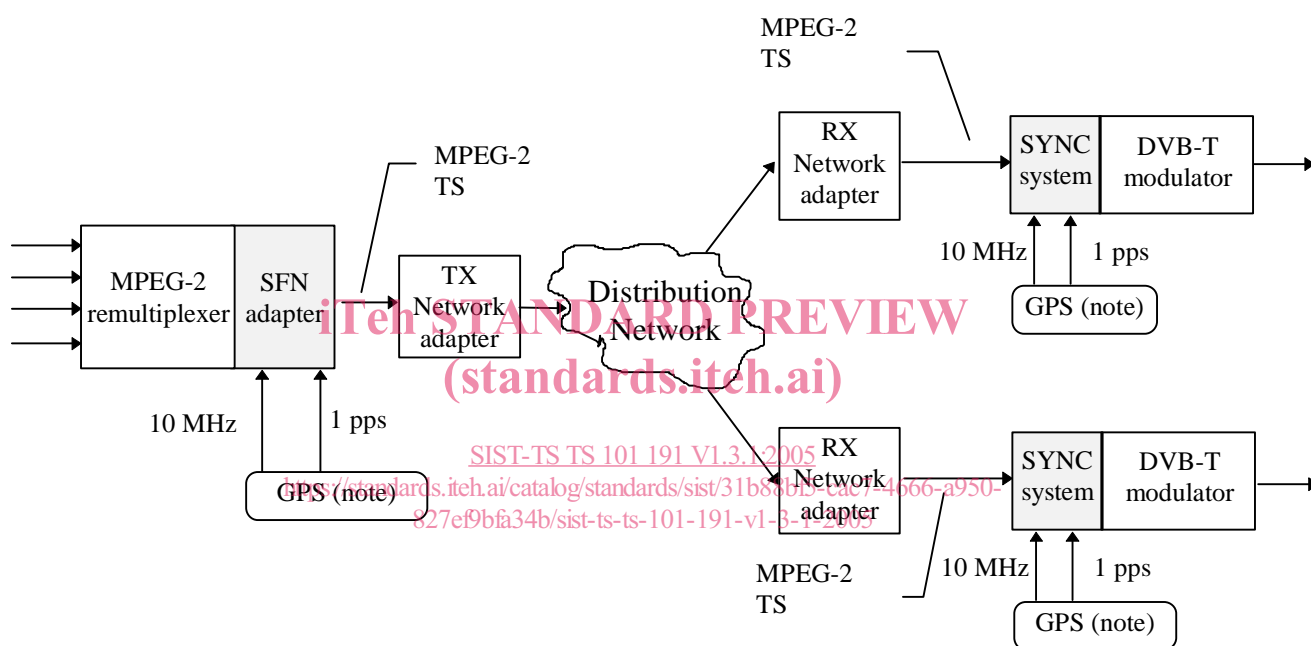 MPEG-2
TS
MPEG-2
TS
RX
Network
adapter
SYNC
system
DVB-T
modulator
10 MHz
1 pps
GPS (note)
MPEG-2
remultiplexer
SFN
adapter
TX
Network
adapter
Distribution
Network
iTeh STANDARD PREVIEW
(standards.iteh.ai)
10 MHz
1 pps
GPS (note)
SIST-TS TS 101 191 V1.3.1:2005
https://standards.iteh.ai/catalog/standards/sist/31b88bf5-eae7-4666-a950-
827ef9bfa34b/sist-ts-ts-101-191-v1-3-1-2005
RX
Network
adapter
SYNC
system
DVB-T
modulator
MPEG-2
TS
10 MHz
1 pps
GPS (note)